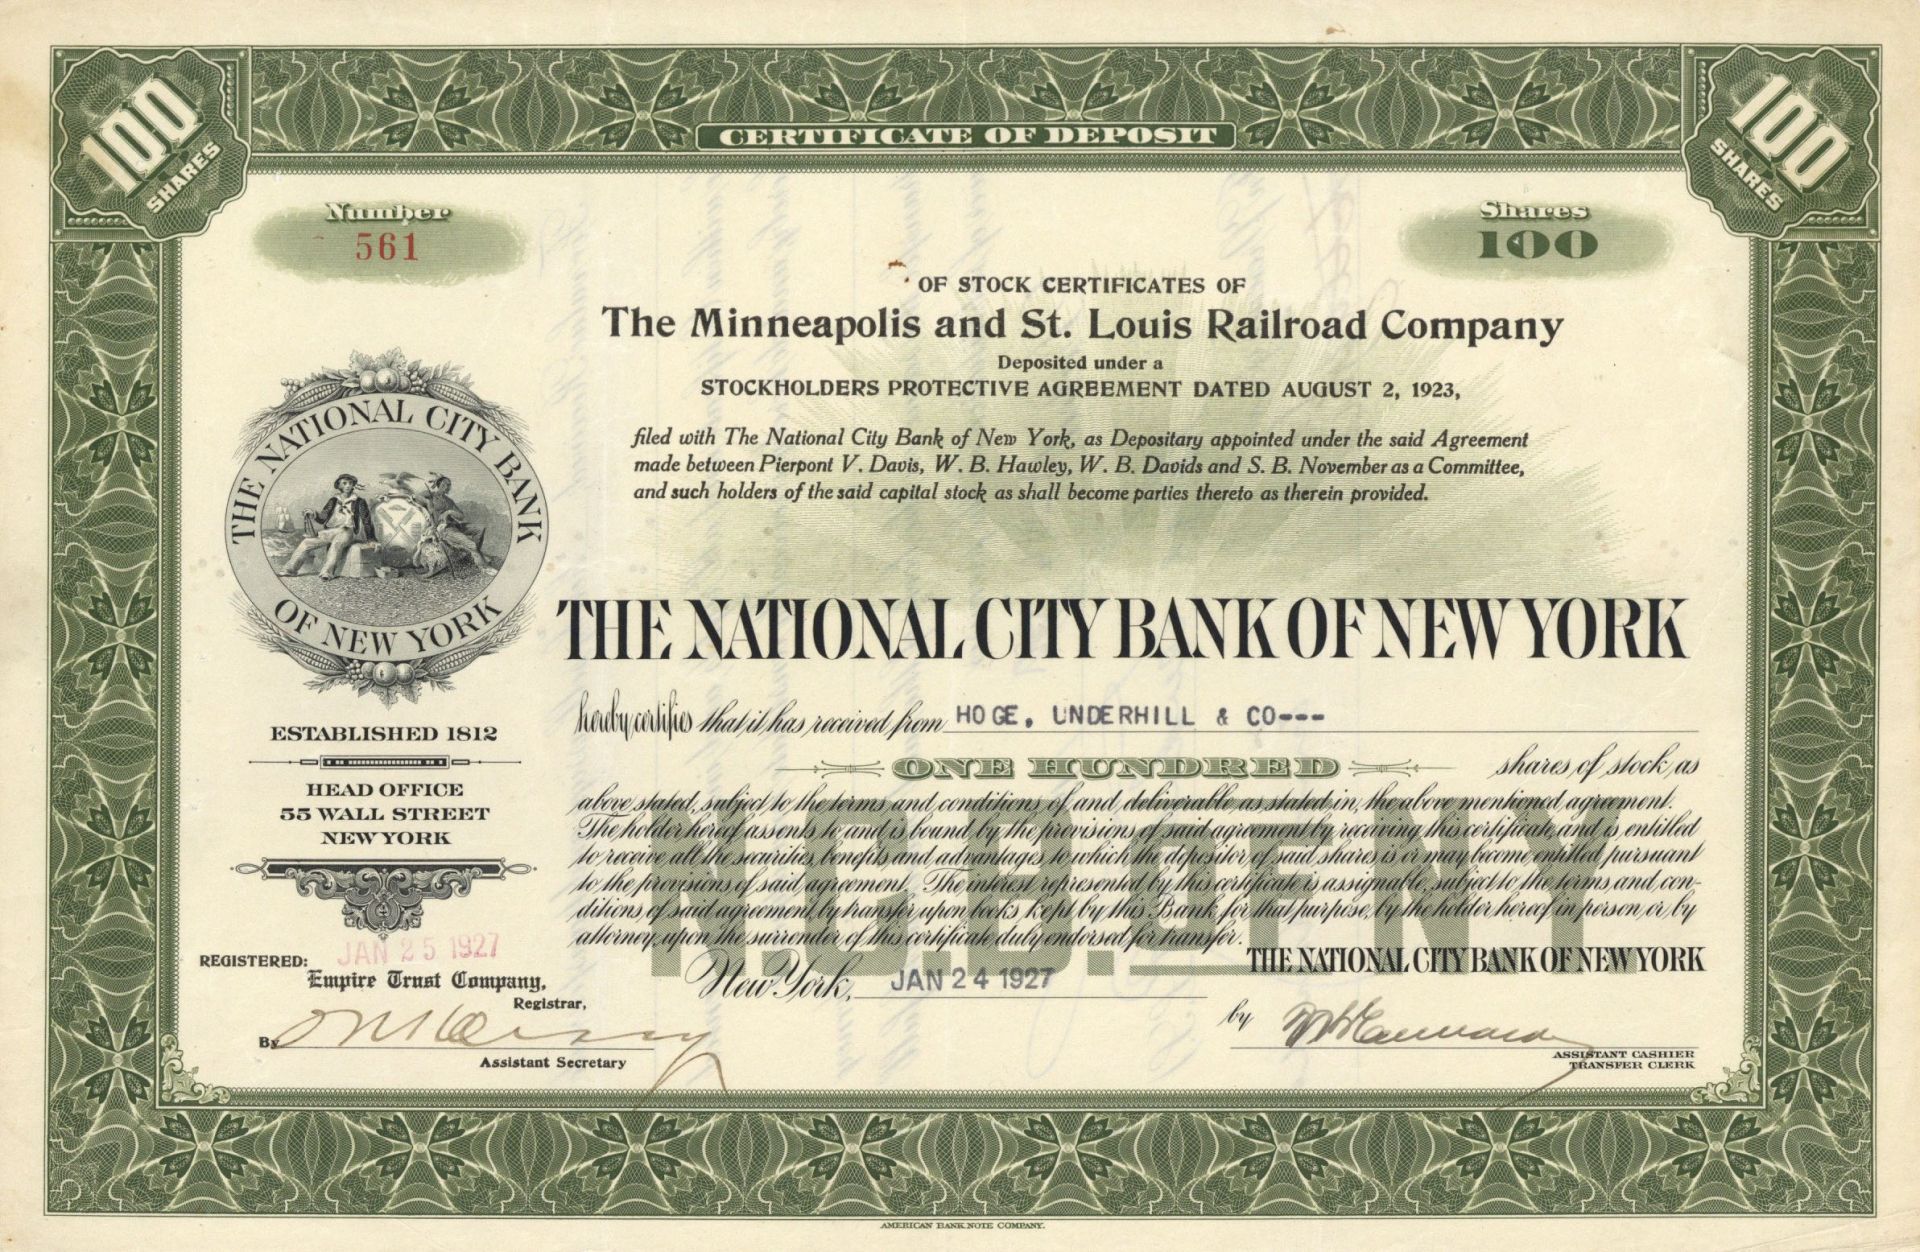 CERTIFICATE OF DEPOSIT
100 SHARES
100 SHARES
Number
561
Shares
100
OF STOCK CERTIFICATES OF
The Minneapolis and St. Louis Railroad Company
Deposited under a
STOCKHOLDERS PROTECTIVE AGREEMENT DATED AUGUST 2, 1923,
filed with The National City Bank of New York, as Depositary appointed under the said Agreement
made between Pierpont V. Davis, W. B. Hawley, W. B. Davids and S. B. November as a Committee,
and such holders of the said capital stock as shall become parties thereto as therein provided.
THE NATIONAL CITY BANK
OF NEW YORK
ESTABLISHED 1812
HEAD OFFICE
55 WALL STREET
NEW YORK
THE NATIONAL CITY BANK OF NEW YORK
hereby certifies that it has received from HOGE, UNDERHILL & CO---
ONE HUNDRED shares of stock as
above stated, subject to the terms and conditions of and deliverable as stated in, the above mentioned agreement.
The holder hereof assents to and is bound by the provisions of said agreement by receiving this certificate, and is entitled
to receive all the securities, benefits and advantages to which the depositor of said shares is or may become entitled pursuant
to the provisions of said agreement. The interest represented by this certificate is assignable, subject to the terms and con-
ditions of said agreement, by transfer upon books kept by this Bank for that purpose, by the holder hereof in person, or by
attorney, upon the surrender of this certificate duly endorsed for transfer.
N.C.B. of N.Y.
New York, JAN 24 1927
THE NATIONAL CITY BANK OF NEW YORK
by
ASSISTANT CASHIER
TRANSFER CLERK
JAN 25 1927
REGISTERED:
Empire Trust Company,
Registrar,
By
Assistant Secretary
AMERICAN BANK NOTE COMPANY.